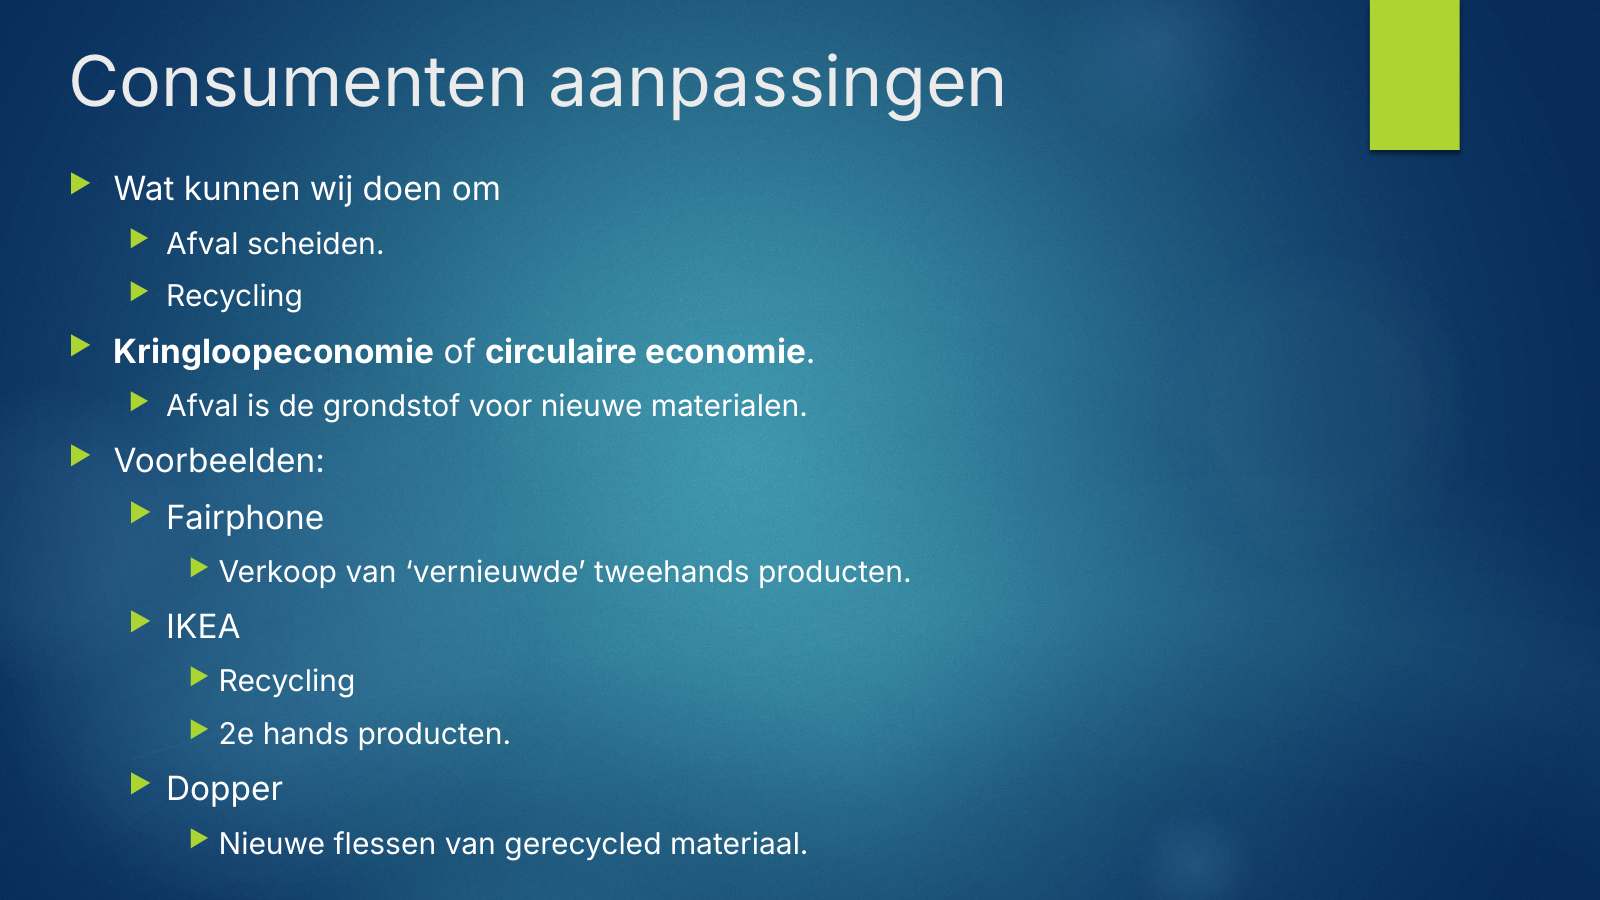 Consumenten aanpassingen
Wat kunnen wij doen om
Afval scheiden.
Recycling
Kringloopeconomie of circulaire economie.
Afval is de grondstof voor nieuwe materialen.
Voorbeelden:
Fairphone
Verkoop van ‘vernieuwde’ tweehands producten.
IKEA
Recycling
2e hands producten.
Dopper
Nieuwe flessen van gerecycled materiaal.